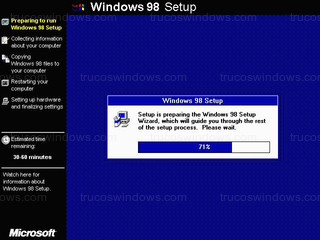 Windows 98 Setup
Preparing to run
Windows 98 Setup
Collecting information
about your computer
Copying
Windows 98 files to
your computer
Restarting your
computer
Setting up hardware
and finalizing settings
Estimated time
remaining:
30-60 minutes
Watch here for
information about
Windows 98 Setup.
Microsoft
Windows 98 Setup
Setup is preparing the Windows 98 Setup
Wizard, which will guide you through the rest
of the setup process. Please wait.
71%
trucoswindows.com
trucoswindows.com
trucoswindows.com
trucoswindows.com
trucoswindows.com
trucoswindows.com